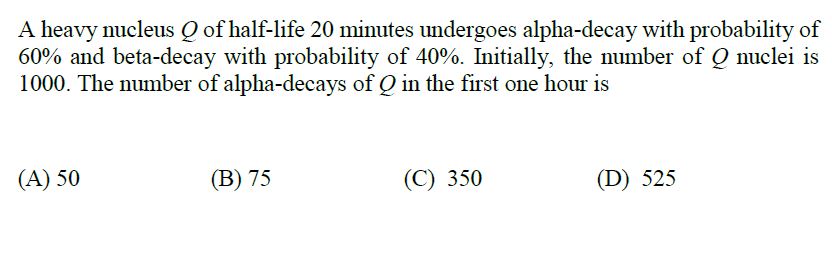 A heavy nucleus Q of half-life 20 minutes undergoes alpha-decay with probability of
60% and beta-decay with probability of 40%. Initially, the number of Q nuclei is
1000. The number of alpha-decays of Q in the first one hour is
(A) 50 (B) 75 (C) 350 (D) 525